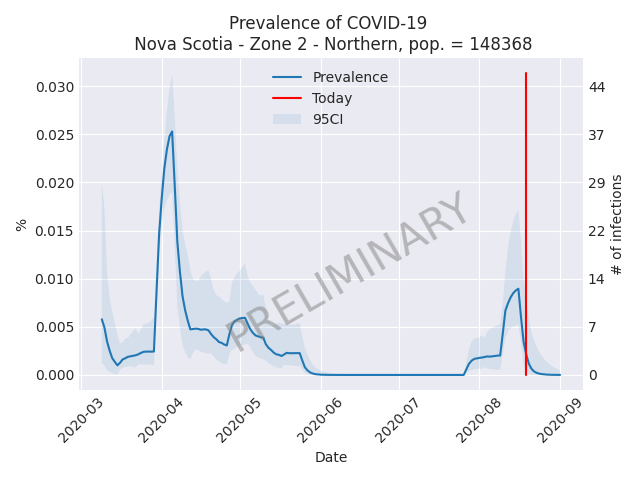 Prevalence of COVID-19
Nova Scotia - Zone 2 - Northern, pop. = 148368
Prevalence
Today
95CI
0.030
0.025
0.020
0.015
0.010
0.005
0.000
%
44
37
29
22
14
7
0
# of infections
PRELIMINARY
2020-03
2020-04
2020-05
2020-06
2020-07
2020-08
2020-09
Date